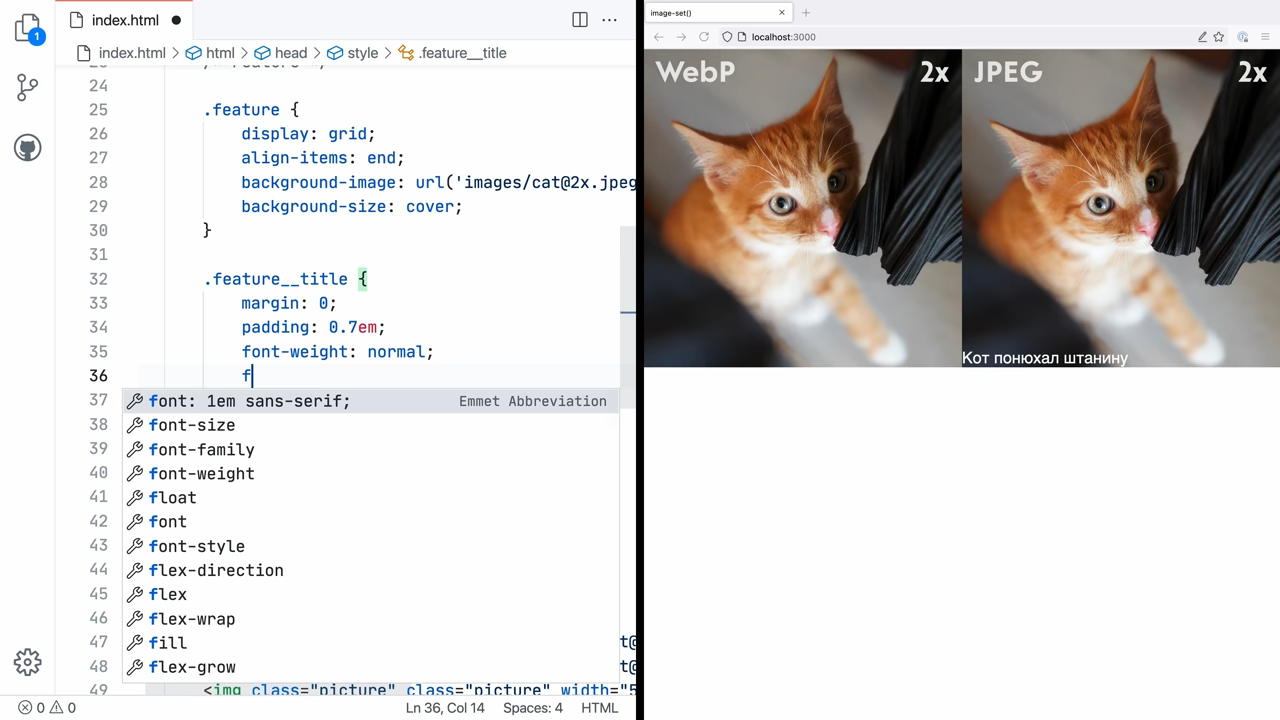 index.html
index.html > html > head > style > .feature__title
24
25 .feature {
26 display: grid;
27 align-items: end;
28 background-image: url('images/cat@2x.jpeg
29 background-size: cover;
30 }
31
32 .feature__title {
33 margin: 0;
34 padding: 0.7em;
35 font-weight: normal;
36 f
37 font: 1em sans-serif; Emmet Abbreviation
38 font-size
39 font-family
40 font-weight
41 float
42 font
43 font-style
44 flex-direction
45 flex
46 flex-wrap
47 fill t@
48 flex-grow t@
49 <img class="picture" class="picture" width="5
1
0 0
Ln 36, Col 14 Spaces: 4 HTML
image-set()
localhost:3000
WebP 2x JPEG 2x
Кот понюхал штанину